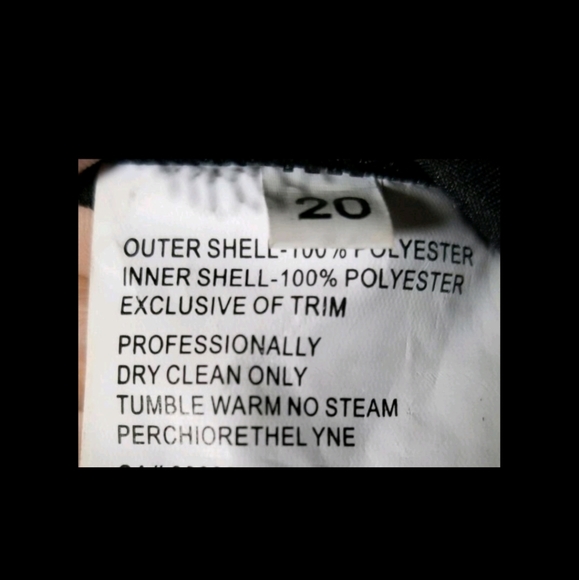 20
OUTER SHELL-100% POLYESTER
INNER SHELL-100% POLYESTER
EXCLUSIVE OF TRIM
PROFESSIONALLY
DRY CLEAN ONLY
TUMBLE WARM NO STEAM
PERCHIORETHELYNE